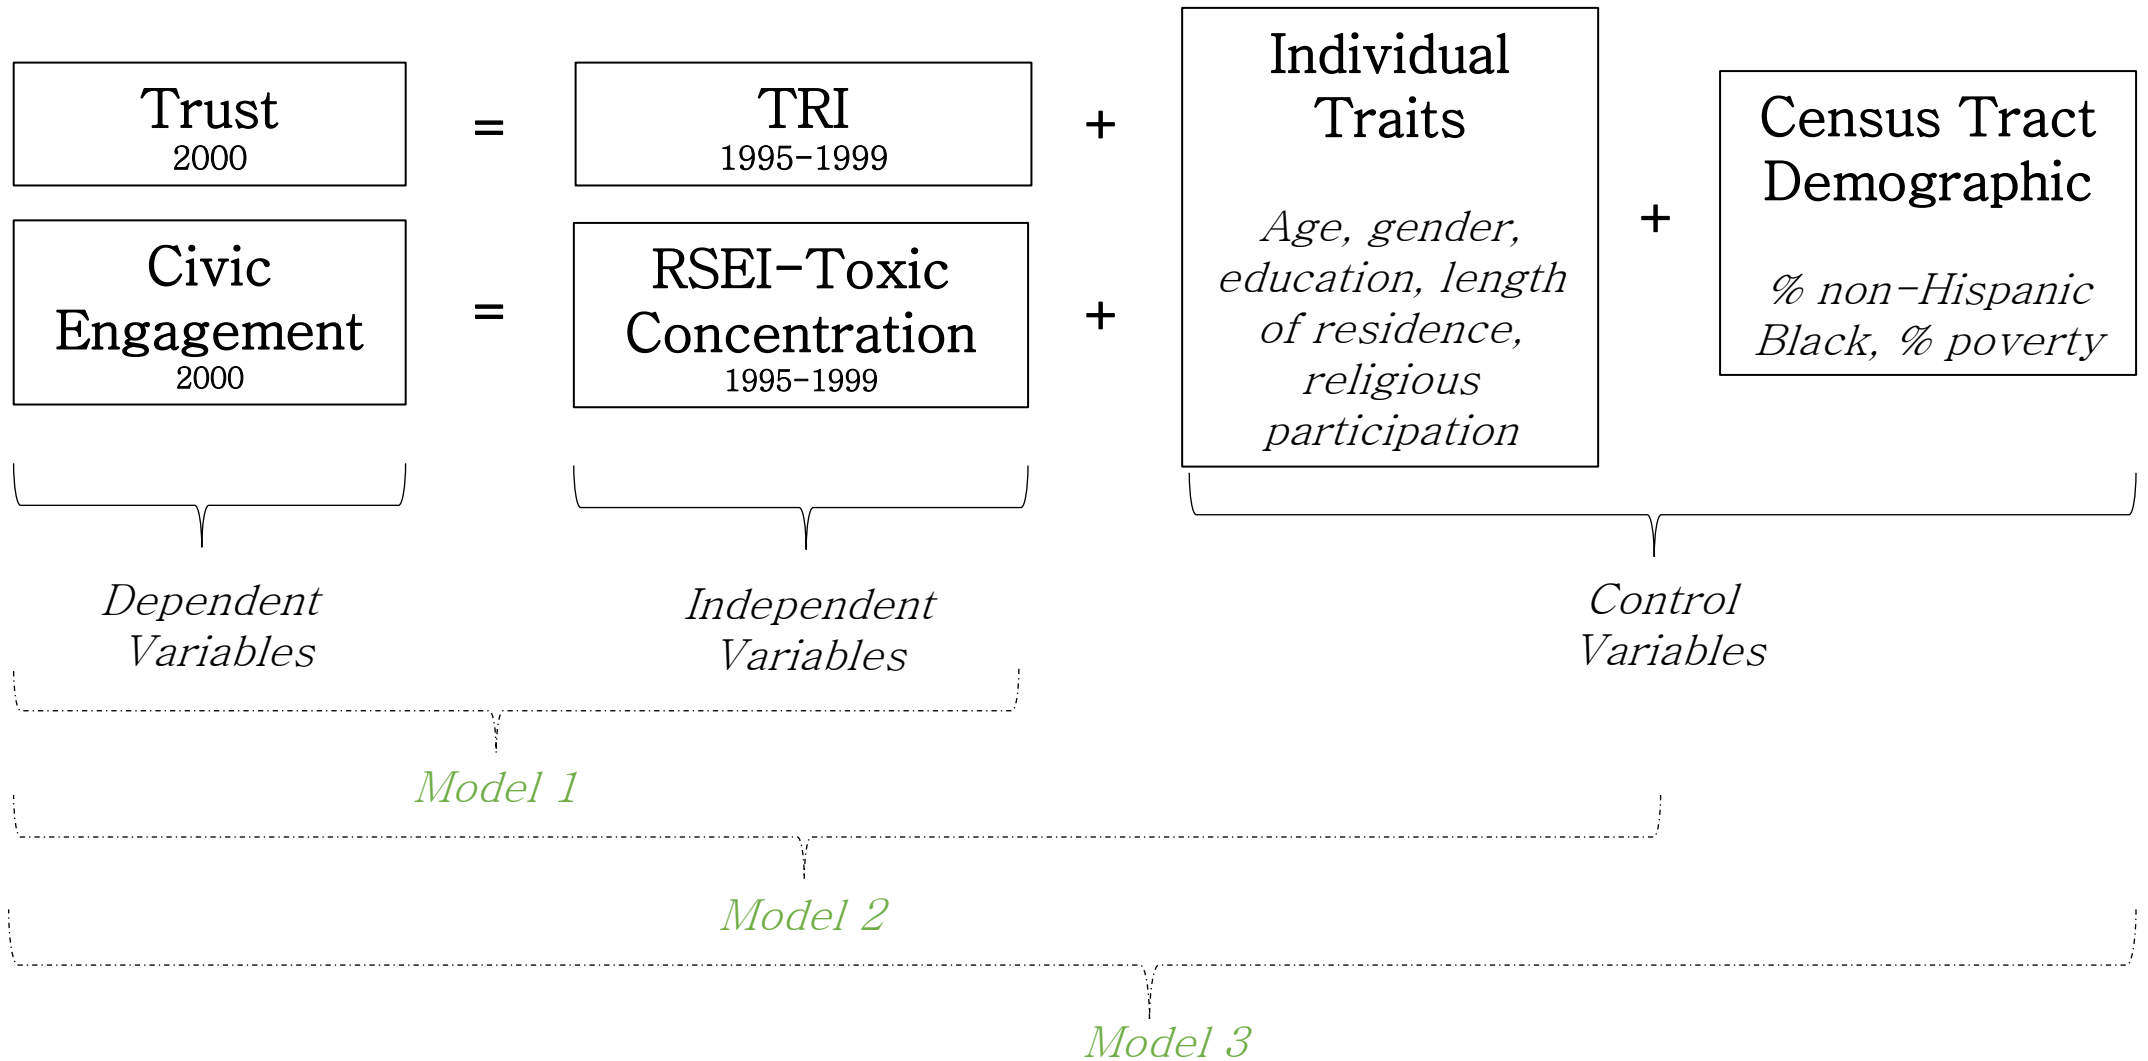 Trust
2000
=
TRI
1995-1999
+
Civic
Engagement
2000
=
RSEI-Toxic
Concentration
1995-1999
+
Individual
Traits
Age, gender,
education, length
of residence,
religious
participation
+
Census Tract
Demographic
% non-Hispanic
Black, % poverty
Dependent
Variables
Independent
Variables
Control
Variables
Model 1
Model 2
Model 3